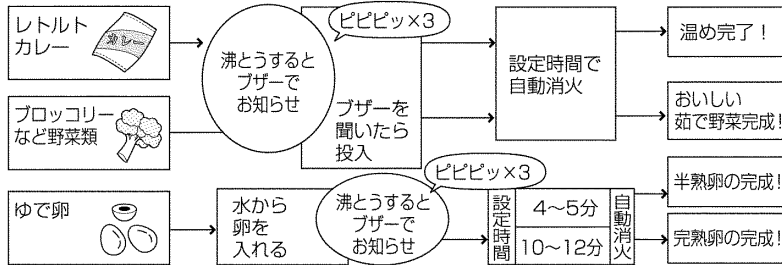 レトルト
カレー
カレー
沸とうすると
ブザーで
お知らせ
ピピピッ×3
ブザーを
聞いたら
投入
設定時間で
自動消火
温め完了！
ブロッコリー
など野菜類
おいしい
茹で野菜完成！
ゆで卵
水から
卵を
入れる
沸とうすると
ブザーで
お知らせ
ピピピッ×3
設定時間
4〜5分
10〜12分
自動消火
半熟卵の完成！
完熟卵の完成！